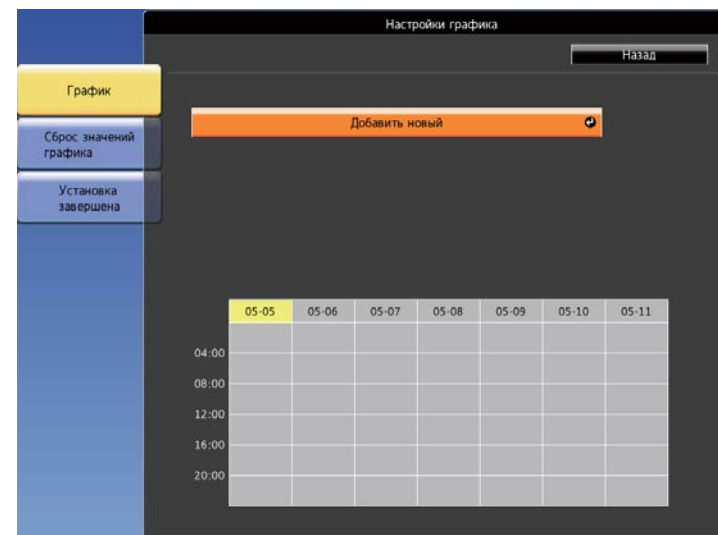 Настройки графика
Назад
График
Добавить новый
Сброс значений
графика
Установка
завершена
05-05 05-06 05-07 05-08 05-09 05-10 05-11
04:00
08:00
12:00
16:00
20:00